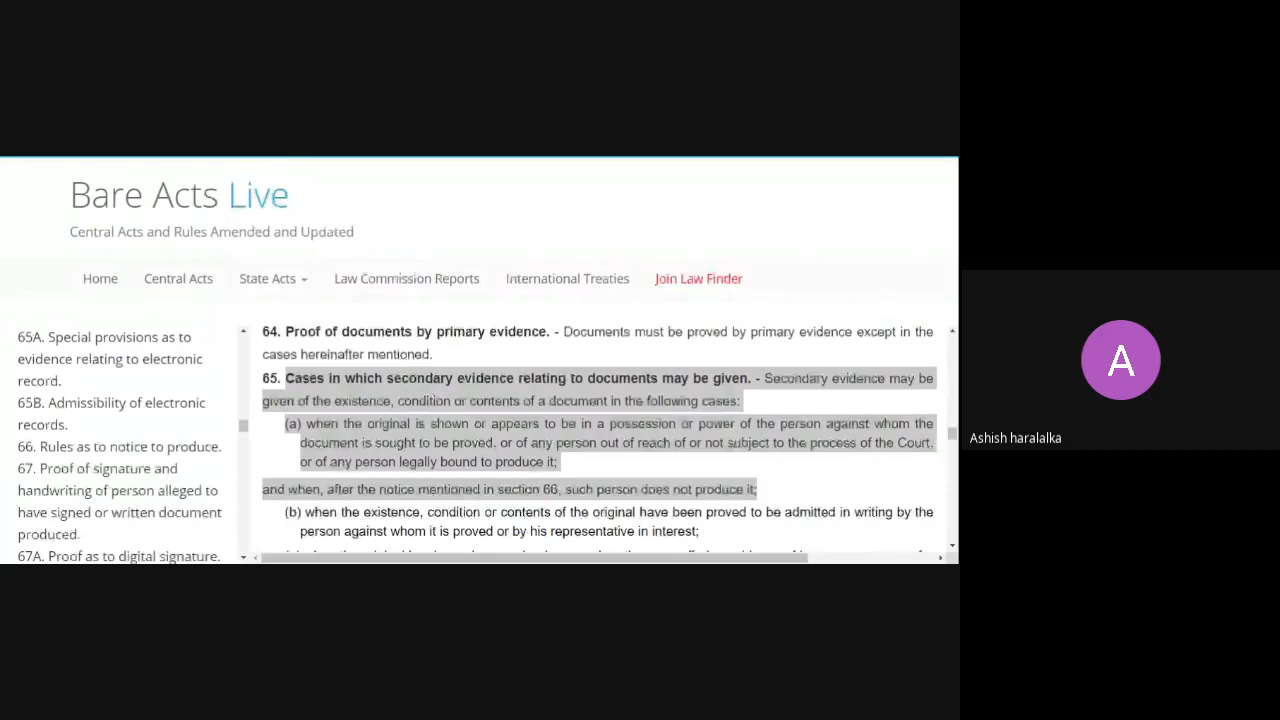 Bare Acts Live
Central Acts and Rules Amended and Updated
Home Central Acts State Acts Law Commission Reports International Treaties Join Law Finder
65A. Special provisions as to
evidence relating to electronic
record.
65B. Admissibility of electronic
records.
66. Rules as to notice to produce.
67. Proof of signature and
handwriting of person alleged to
have signed or written document
produced.
67A. Proof as to digital signature.
64. Proof of documents by primary evidence. - Documents must be proved by primary evidence except in the
cases hereinafter mentioned.
65. Cases in which secondary evidence relating to documents may be given. - Secondary evidence may be
given of the existence, condition or contents of a document in the following cases:
(a) when the original is shown or appears to be in a possession or power of the person against whom the
document is sought to be proved, or of any person out of reach of or not subject to the process of the Court.
or of any person legally bound to produce it;
and when, after the notice mentioned in section 66, such person does not produce it;
(b) when the existence, condition or contents of the original have been proved to be admitted in writing by the
person against whom it is proved or by his representative in interest;
A
Ashish haralalka